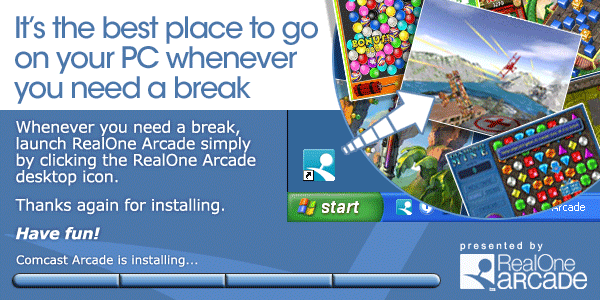 It's the best place to go
on your PC whenever
you need a break
Whenever you need a break,
launch RealOne Arcade simply
by clicking the RealOne Arcade
desktop icon.
Thanks again for installing.
Have fun!
Comcast Arcade is installing...
BONUS
start
Arcade
presented by
RealOne
ARCADE